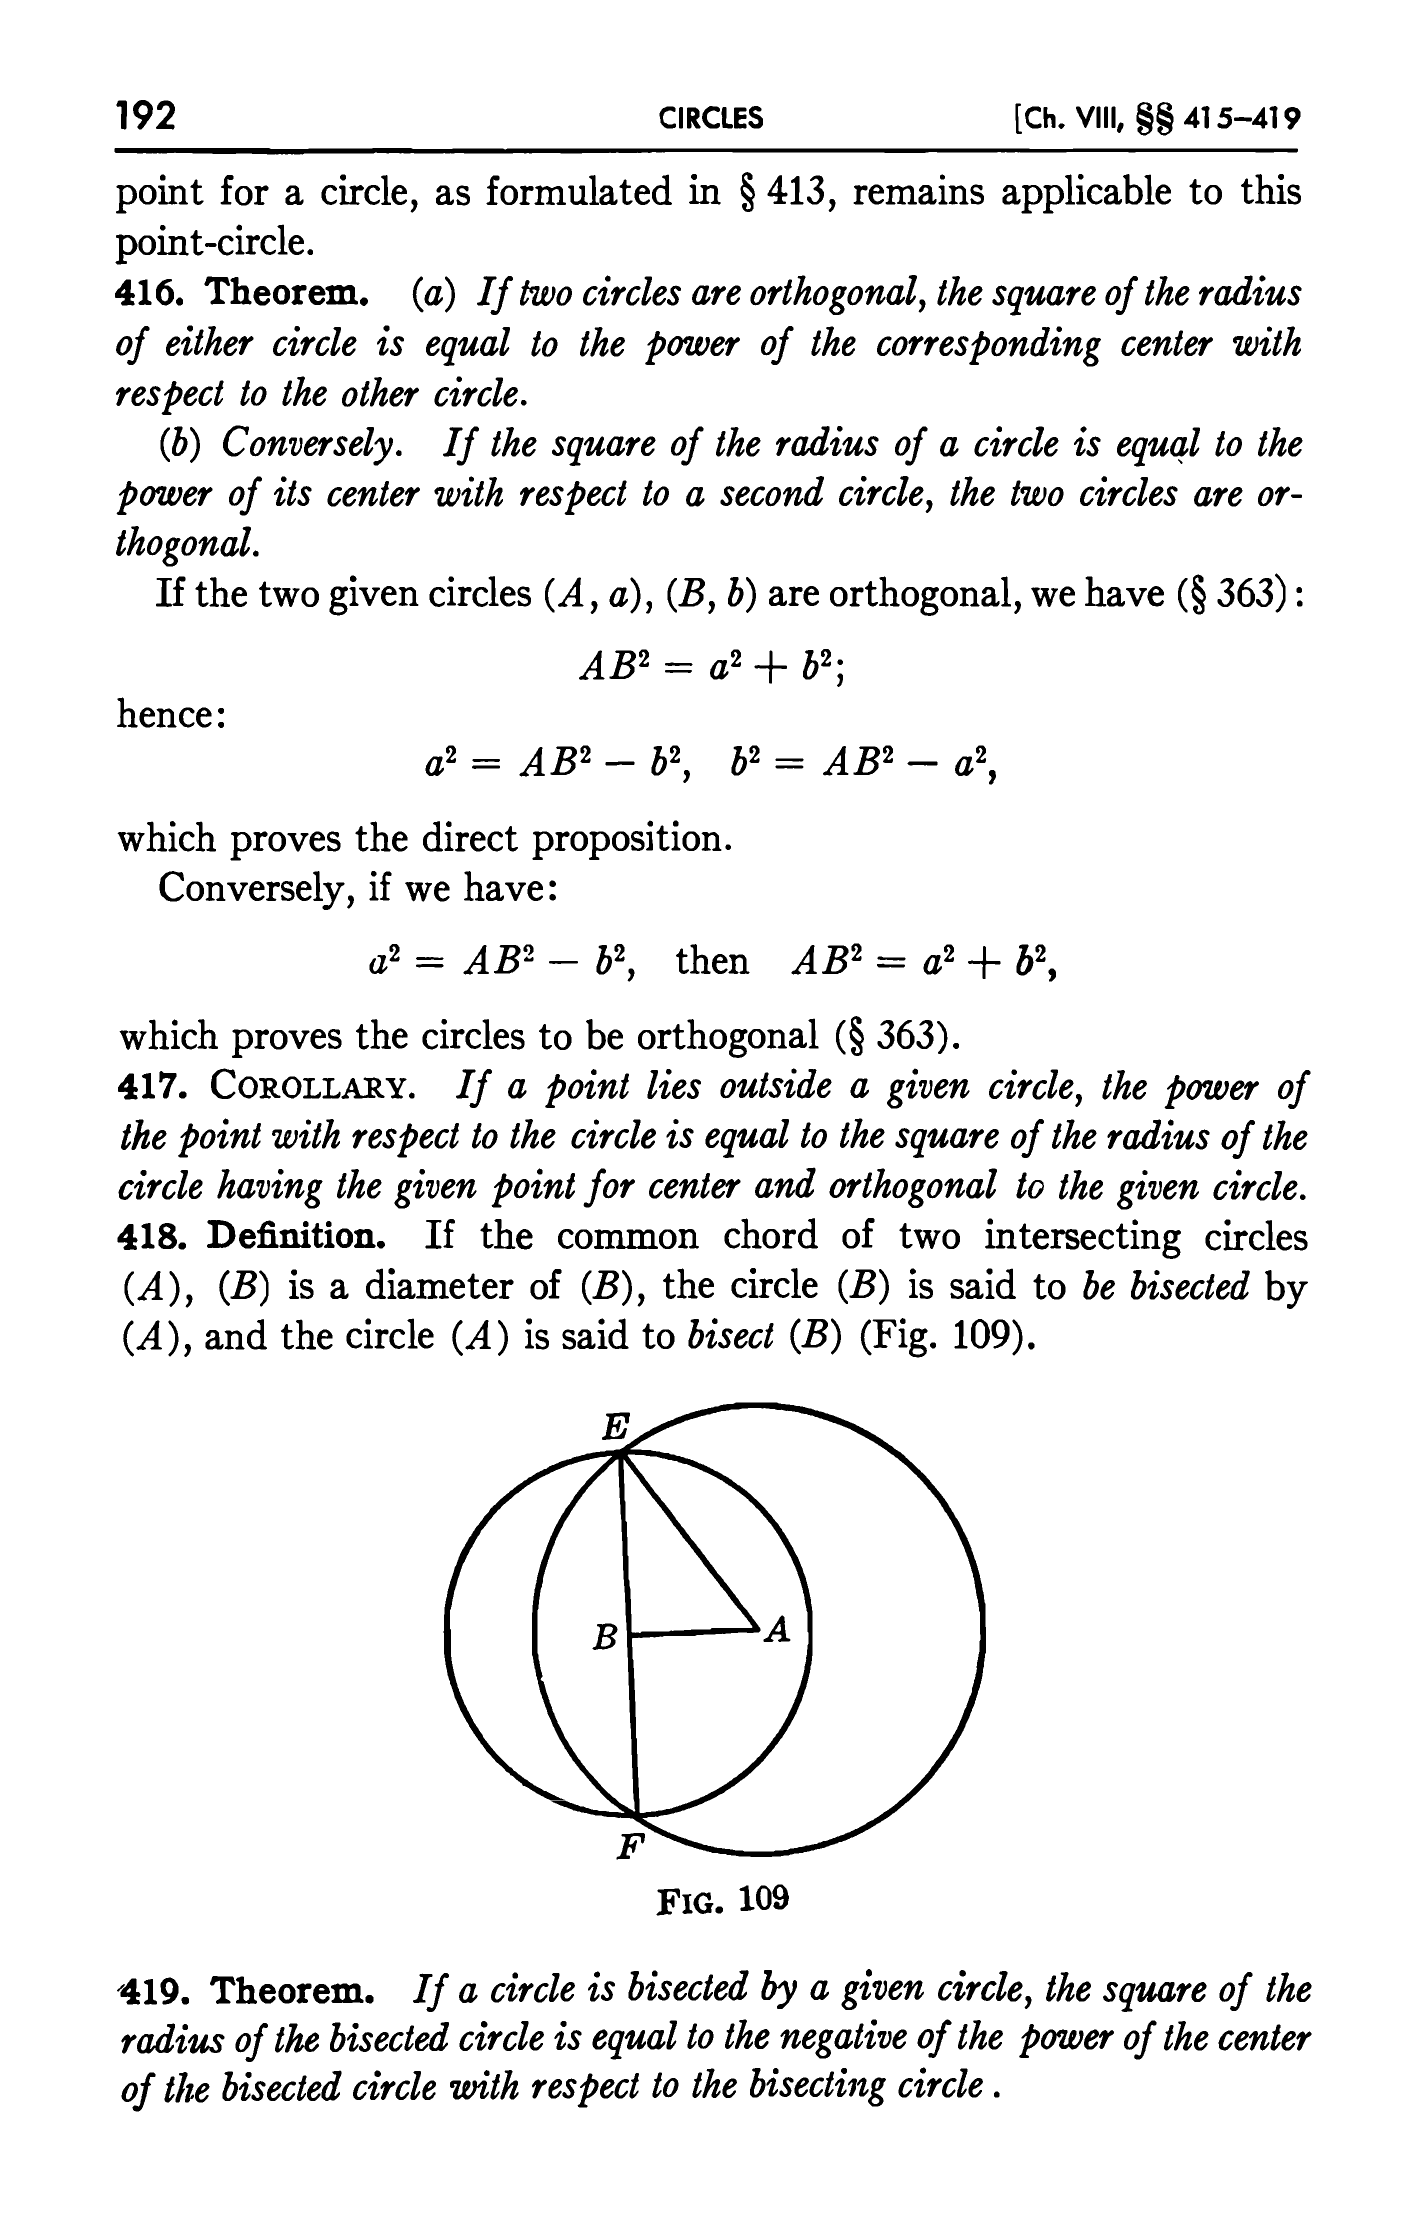 192 CIRCLES [Ch. VIII, §§ 415–419
point for a circle, as formulated in § 413, remains applicable to this
point-circle.
416. Theorem. (a) If two circles are orthogonal, the square of the radius
of either circle is equal to the power of the corresponding center with
respect to the other circle.
(b) Conversely. If the square of the radius of a circle is equal to the
power of its center with respect to a second circle, the two circles are or-
thogonal.
If the two given circles (A, a), (B, b) are orthogonal, we have (§ 363):
AB² = a² + b²;
hence:
a² = AB² − b², b² = AB² − a²,
which proves the direct proposition.
Conversely, if we have:
a² = AB² − b², then AB² = a² + b²,
which proves the circles to be orthogonal (§ 363).
417. COROLLARY. If a point lies outside a given circle, the power of
the point with respect to the circle is equal to the square of the radius of the
circle having the given point for center and orthogonal to the given circle.
418. Definition. If the common chord of two intersecting circles
(A), (B) is a diameter of (B), the circle (B) is said to be bisected by
(A), and the circle (A) is said to bisect (B) (Fig. 109).
E
B A
F
FIG. 109
419. Theorem. If a circle is bisected by a given circle, the square of the
radius of the bisected circle is equal to the negative of the power of the center
of the bisected circle with respect to the bisecting circle.